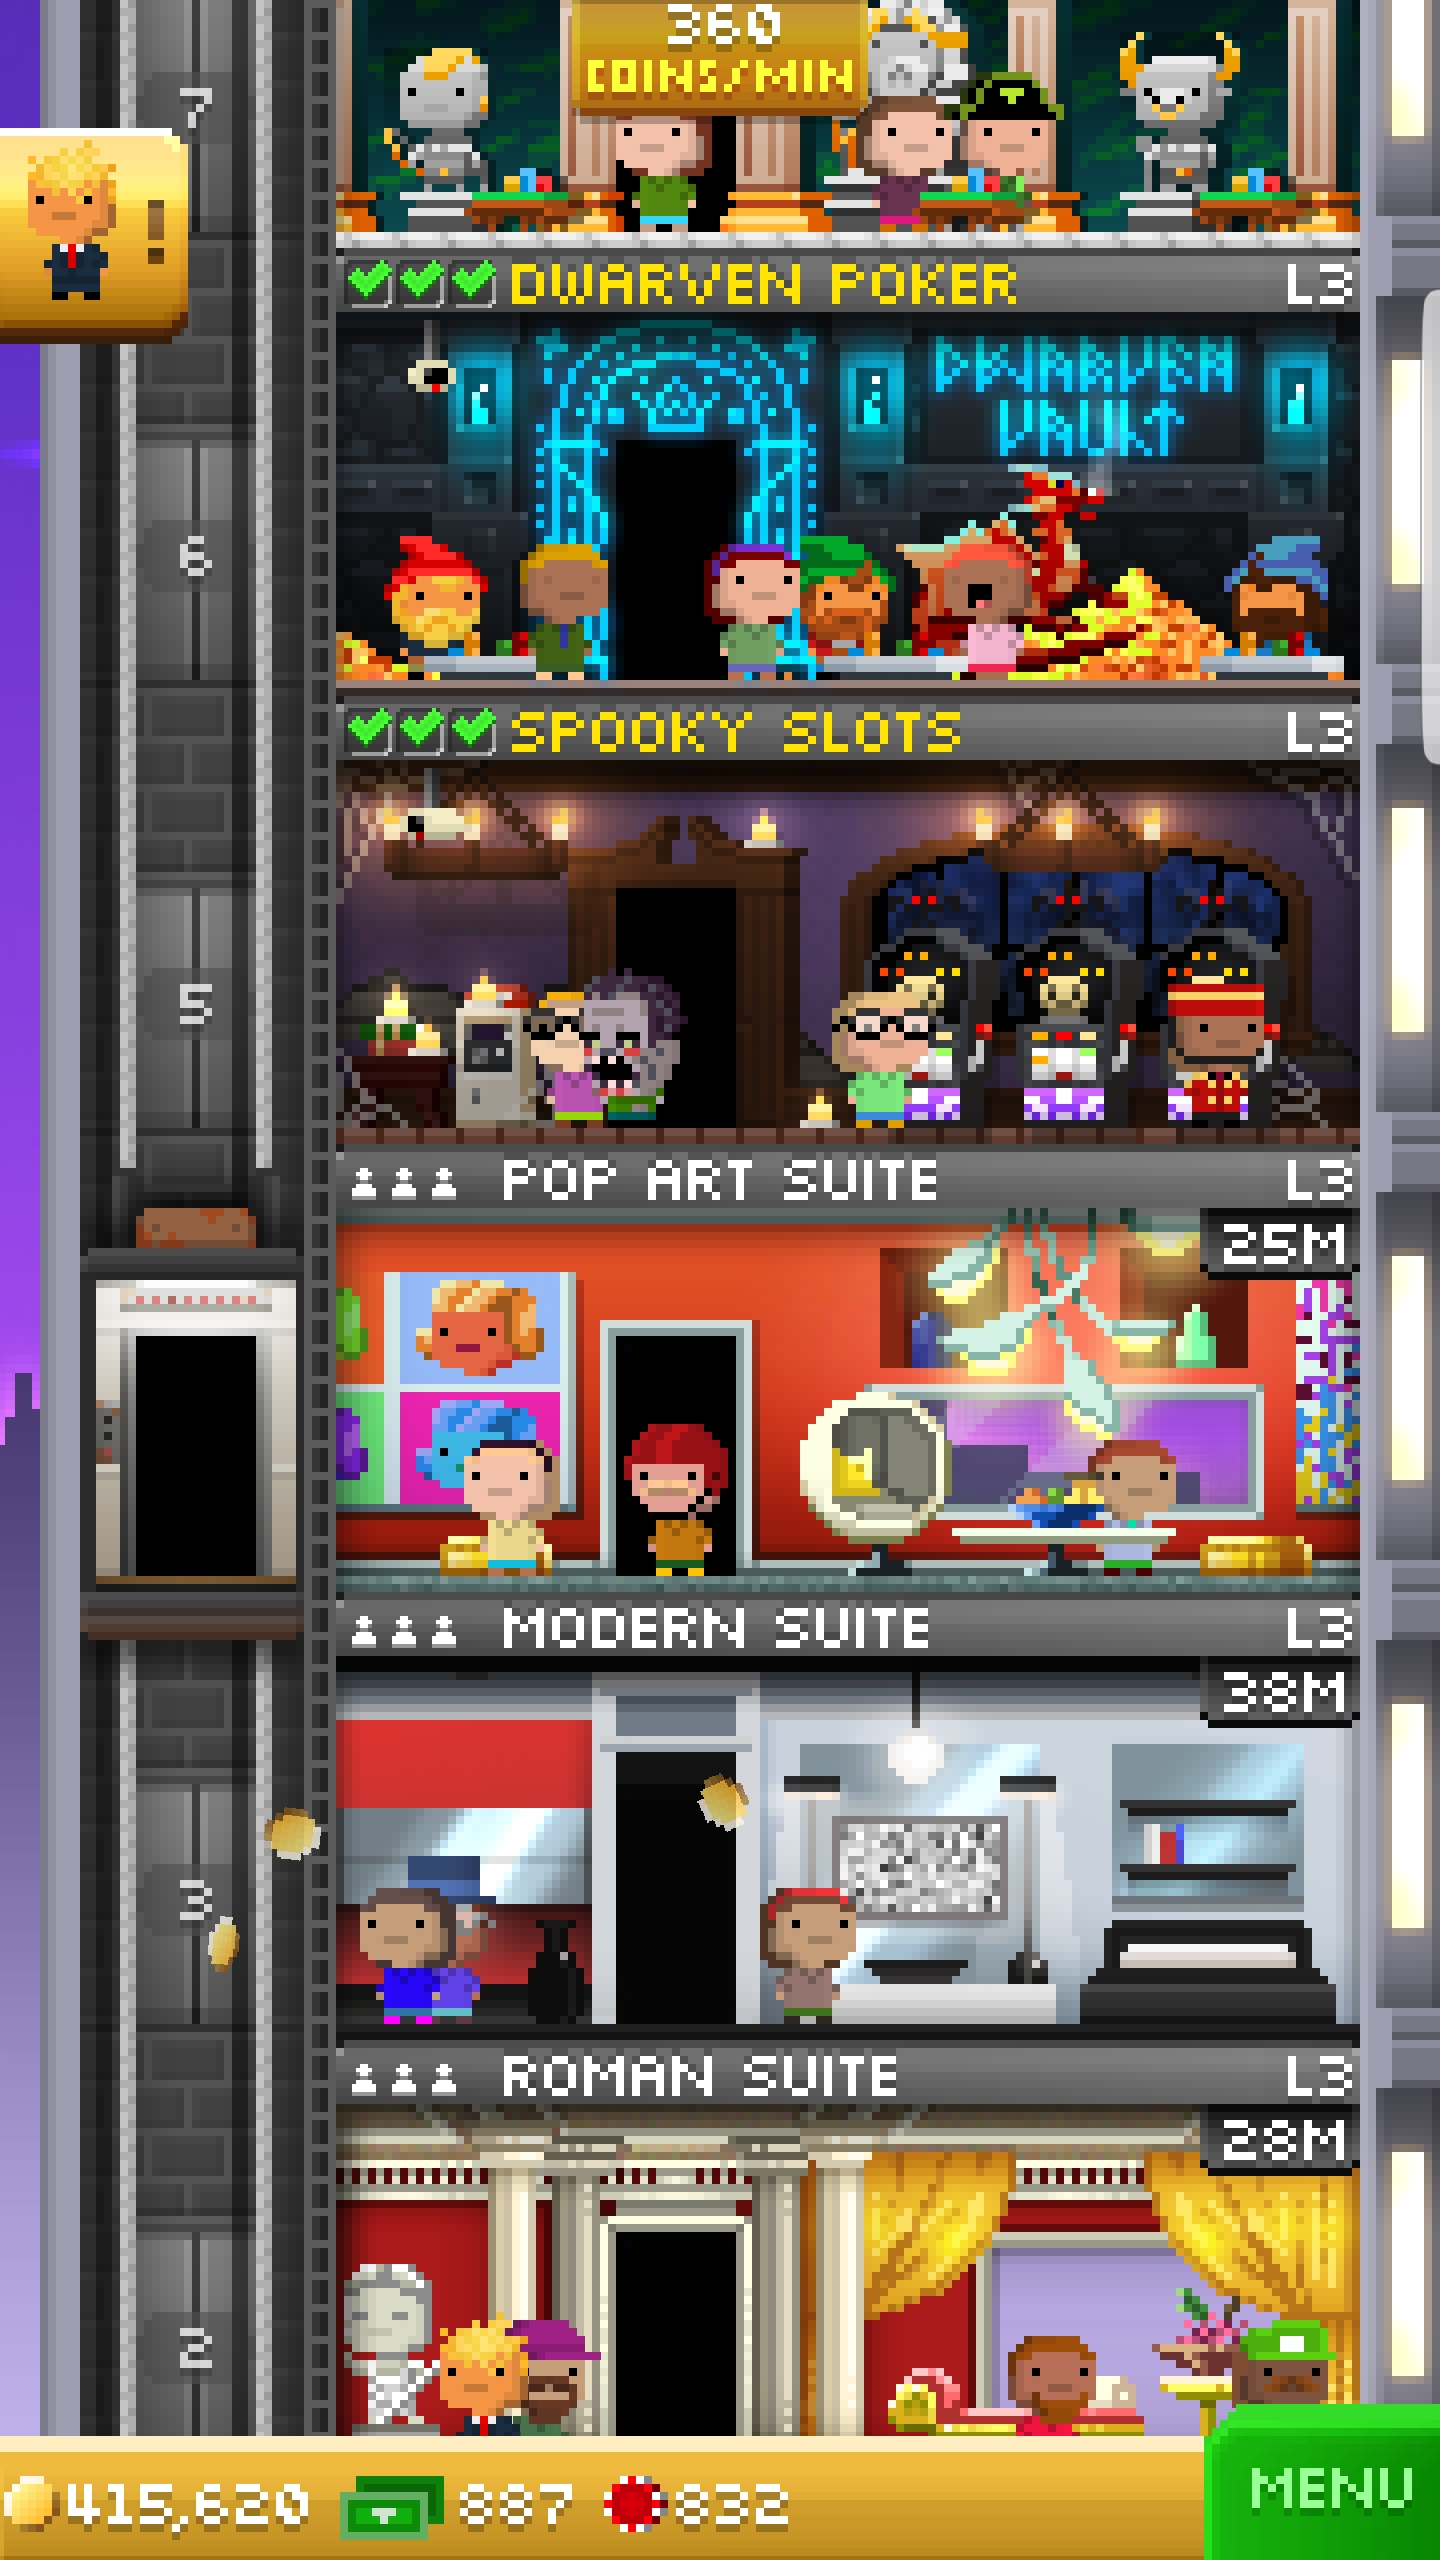 360
COINS/MIN
7
!
DWARVEN POKER L3
DWARVEN
VAULT
6
SPOOKY SLOTS L3
5
POP ART SUITE L3
25M
MODERN SUITE L3
38M
3
ROMAN SUITE L3
28M
2
415,620 887 832
MENU